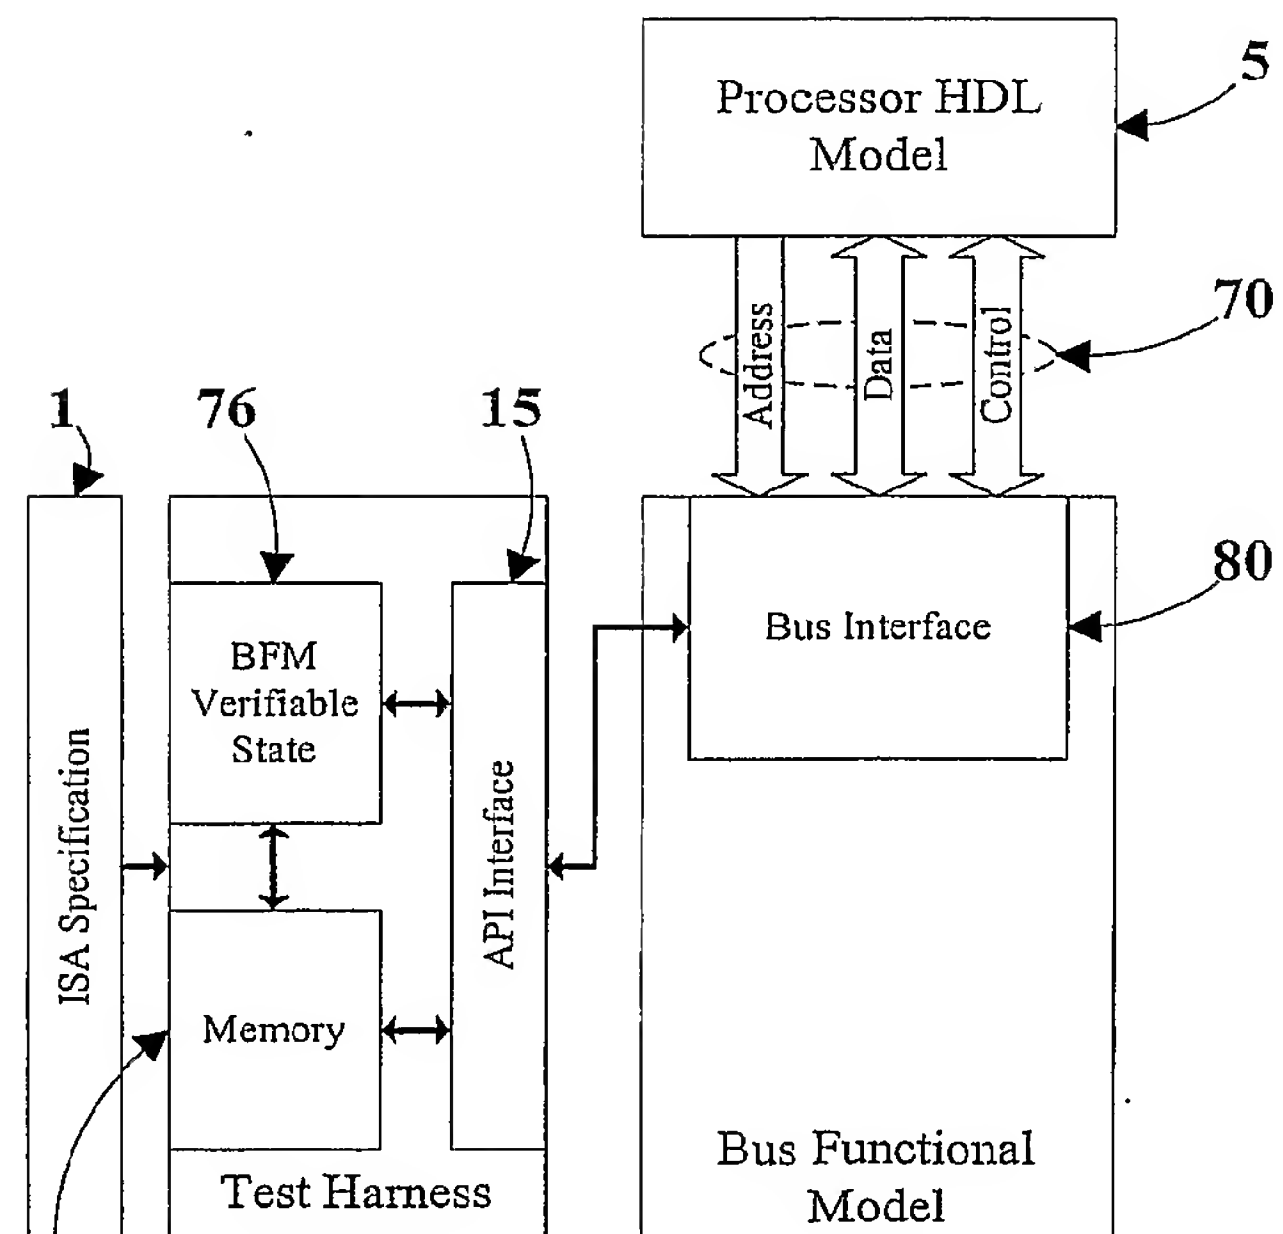 Processor HDL
Model
5
70
Address
Data
Control
1
76
15
80
Bus Interface
BFM
Verifiable
State
ISA Specification
API Interface
Memory
Test Harness
Bus Functional
Model